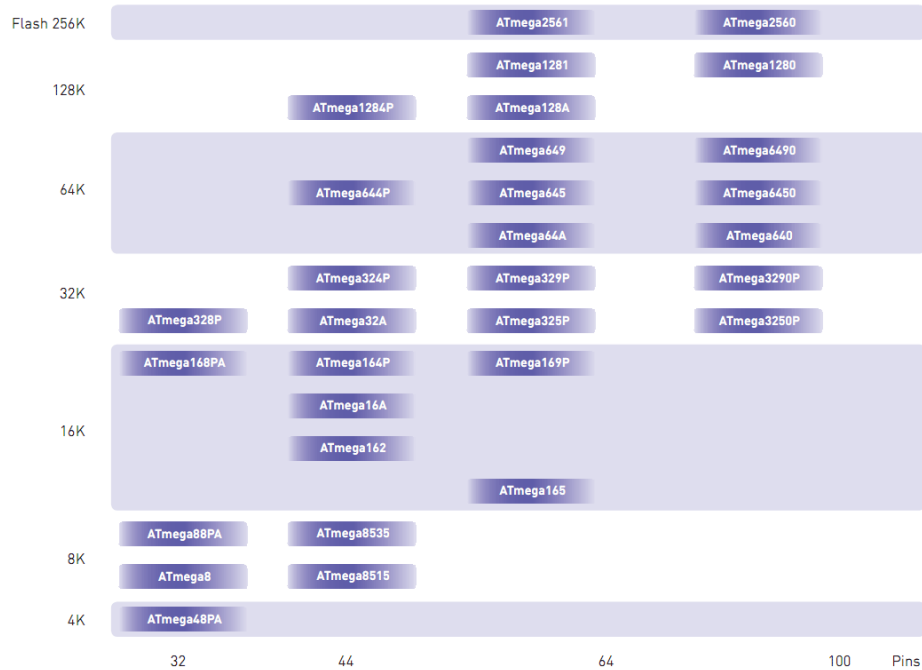 Flash 256K ATmega2561 ATmega2560
ATmega1281 ATmega1280
128K
ATmega1284P ATmega128A
ATmega649 ATmega6490
64K ATmega644P ATmega645 ATmega6450
ATmega64A ATmega640
ATmega324P ATmega329P ATmega3290P
32K
ATmega328P ATmega32A ATmega325P ATmega3250P
ATmega168PA ATmega164P ATmega169P
ATmega16A
16K
ATmega162
ATmega165
ATmega88PA ATmega8535
8K
ATmega8 ATmega8515
4K ATmega48PA
32 44 64 100 Pins